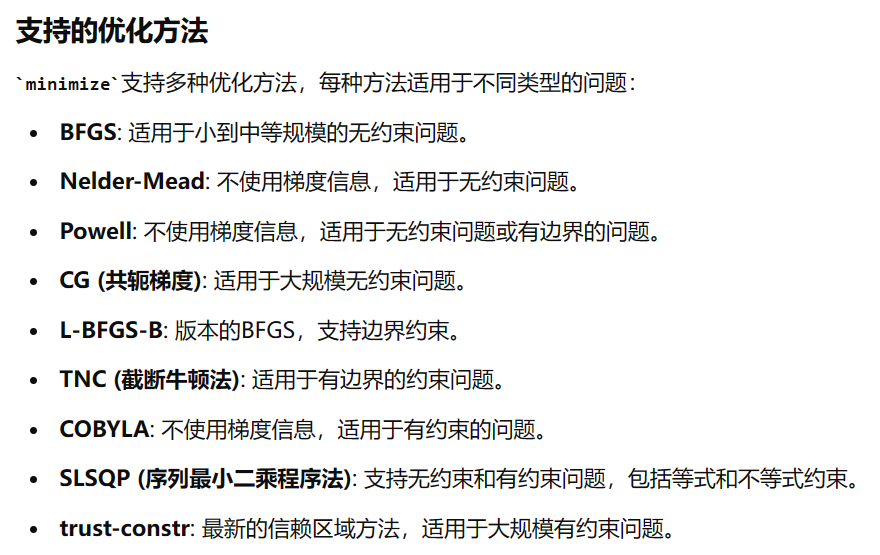 支持的优化方法
`minimize`支持多种优化方法，每种方法适用于不同类型的问题：
• BFGS: 适用于小到中等规模的无约束问题。
• Nelder-Mead: 不使用梯度信息，适用于无约束问题。
• Powell: 不使用梯度信息，适用于无约束问题或有边界的问题。
• CG (共轭梯度): 适用于大规模无约束问题。
• L-BFGS-B: 版本的BFGS，支持边界约束。
• TNC (截断牛顿法): 适用于有边界的约束问题。
• COBYLA: 不使用梯度信息，适用于有约束的问题。
• SLSQP (序列最小二乘程序法): 支持无约束和有约束问题，包括等式和不等式约束。
• trust-constr: 最新的信赖区域方法，适用于大规模有约束问题。